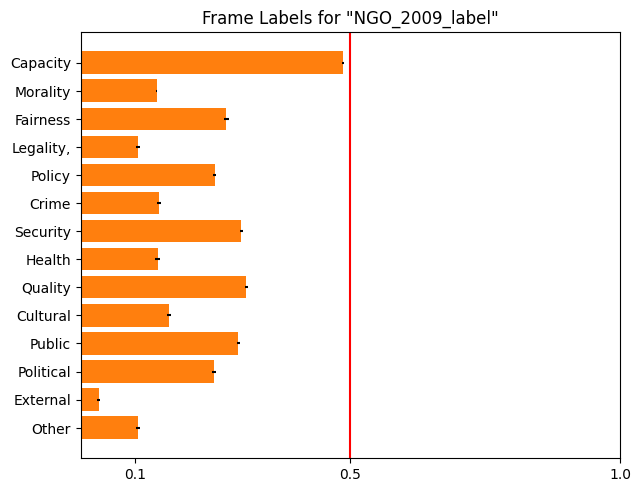 Frame Labels for "NGO_2009_label"
Capacity
Morality
Fairness
Legality,
Policy
Crime
Security
Health
Quality
Cultural
Public
Political
External
Other
0.1 0.5 1.0